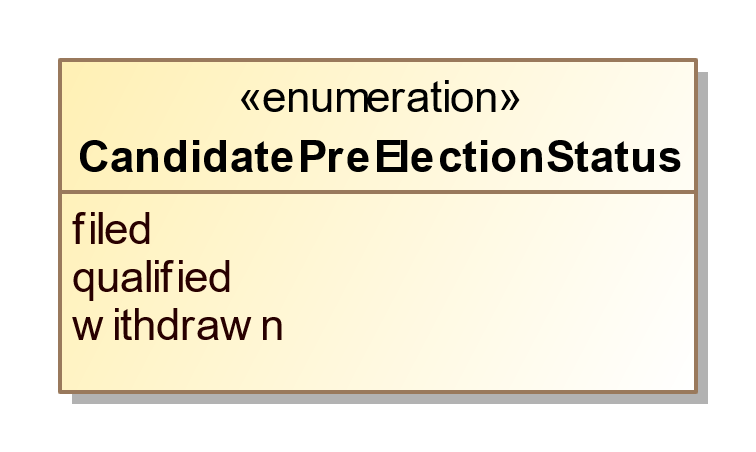 «enumeration»
CandidatePreElectionStatus
filed
qualified
withdrawn